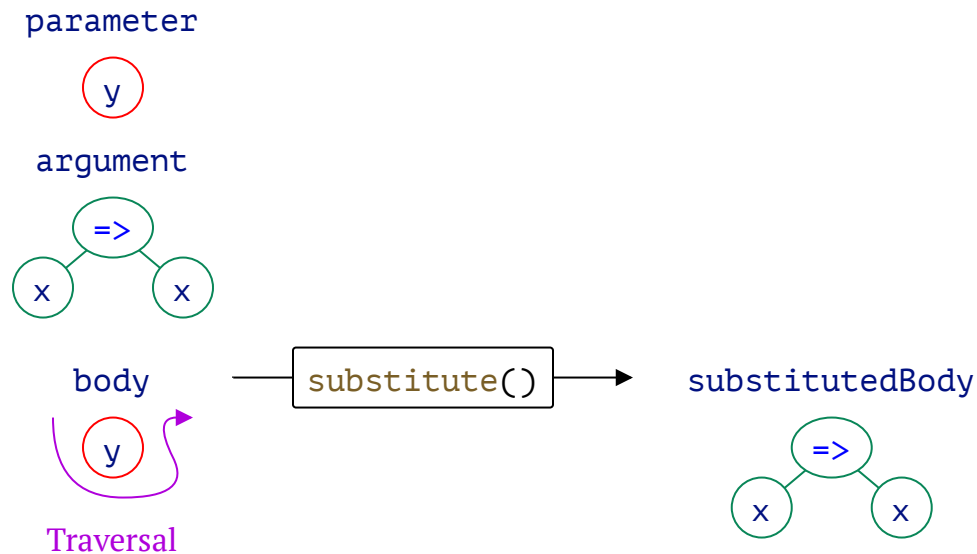 parameter
y
argument
=>
x x
body
substitute()
substitutedBody
y
=>
x x
Traversal